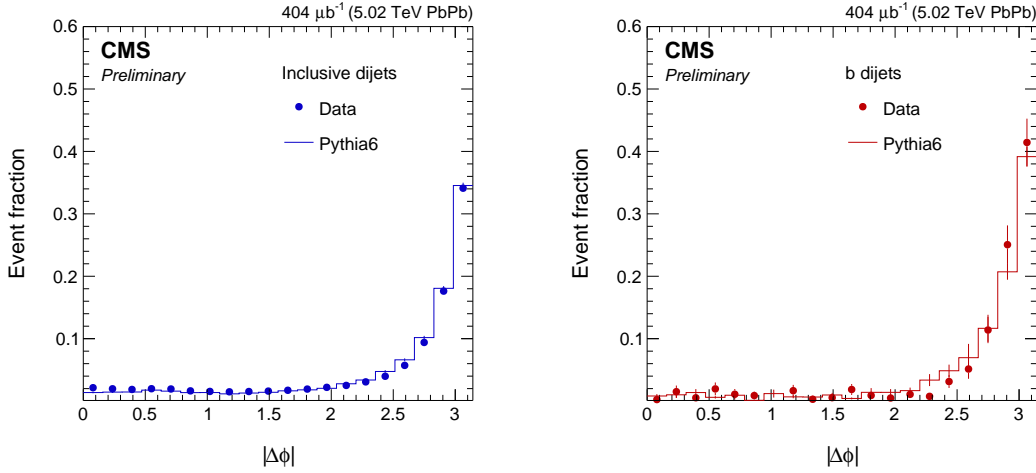 404 μb⁻¹ (5.02 TeV PbPb)
CMS
Preliminary
Inclusive dijets
Data
Pythia6
Event fraction
0.6
0.5
0.4
0.3
0.2
0.1
0 0.5 1 1.5 2 2.5 3
|Δϕ|
404 μb⁻¹ (5.02 TeV PbPb)
CMS
Preliminary
b dijets
Data
Pythia6
Event fraction
0.6
0.5
0.4
0.3
0.2
0.1
0 0.5 1 1.5 2 2.5 3
|Δϕ|